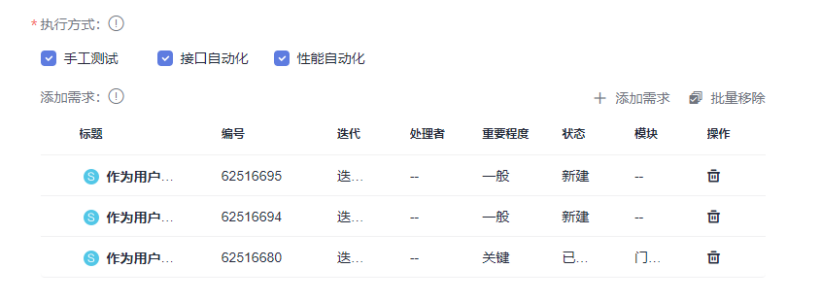 *执行方式：
手工测试 接口自动化 性能自动化
添加需求： + 添加需求 批量移除
标题 编号 迭代 处理者 重要程度 状态 模块 操作
S 作为用户... 62516695 迭... -- 一般 新建 --
S 作为用户... 62516694 迭... -- 一般 新建 --
S 作为用户... 62516680 迭... -- 关键 已... 门...